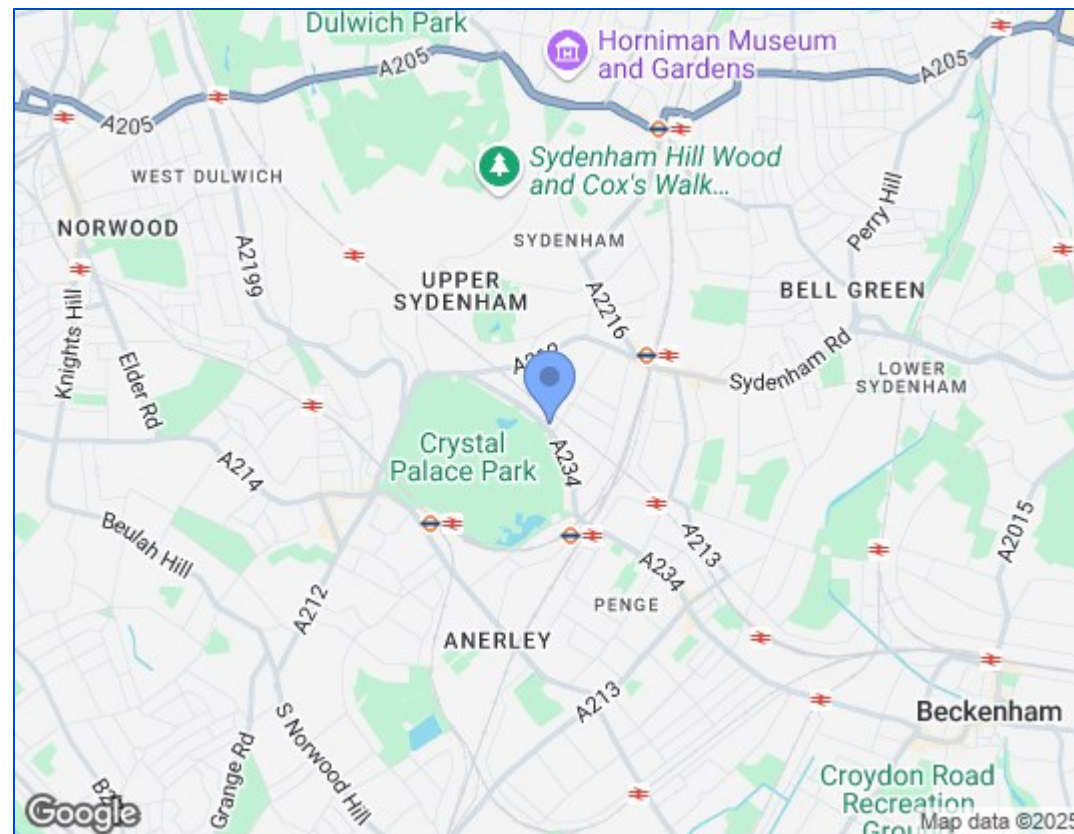 Dulwich Park
Horniman Museum
and Gardens
A205
A205
A205
Sydenham Hill Wood
and Cox's Walk...
WEST DULWICH
NORWOOD
SYDENHAM
Perry Hill
A2199
UPPER
SYDENHAM
A2216
BELL GREEN
Knights Hill
Elder Rd
Sydenham Rd
LOWER
SYDENHAM
Crystal
Palace Park
A234
A214
Beulah Hill
A213
A2015
A212
A234
PENGE
ANERLEY
A213
S Norwood Hill
Grange Rd
Beckenham
Croydon Road
Recreation
Google
Map data ©2025